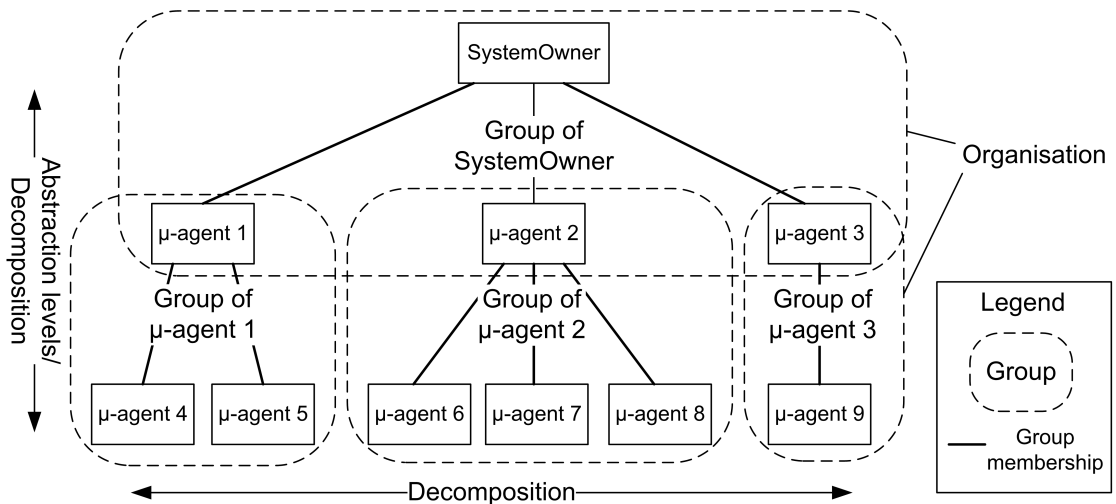 SystemOwner
Group of
SystemOwner
Organisation
Abstraction levels/
Decomposition
µ-agent 1
µ-agent 2
µ-agent 3
Group of
µ-agent 1
Group of
µ-agent 2
Group of
µ-agent 3
µ-agent 4
µ-agent 5
µ-agent 6
µ-agent 7
µ-agent 8
µ-agent 9
Decomposition
Legend
Group
Group
membership